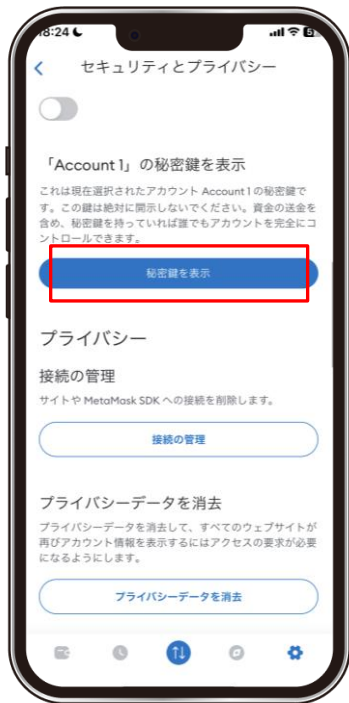 18:24
セキュリティとプライバシー
「Account 1」の秘密鍵を表示
これは現在選択されたアカウント Account 1 の秘密鍵で
す。この鍵は絶対に開示しないでください。資金の送金を
含め、秘密鍵を持っていれば誰でもアカウントを完全にコ
ントロールできます。
秘密鍵を表示
プライバシー
接続の管理
サイトや MetaMask SDK への接続を削除します。
接続の管理
プライバシーデータを消去
プライバシーデータを消去して、すべてのウェブサイトが
再びアカウント情報を表示するにはアクセスの要求が必要
になるようにします。
プライバシーデータを消去